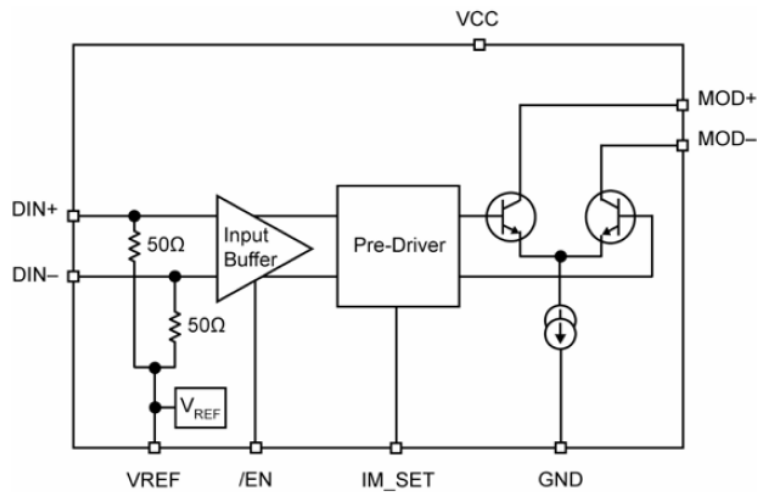 VCC
MOD+
MOD–
DIN+
50Ω
Input
Buffer
Pre-Driver
DIN–
50Ω
VREF
VREF
/EN
IM_SET
GND